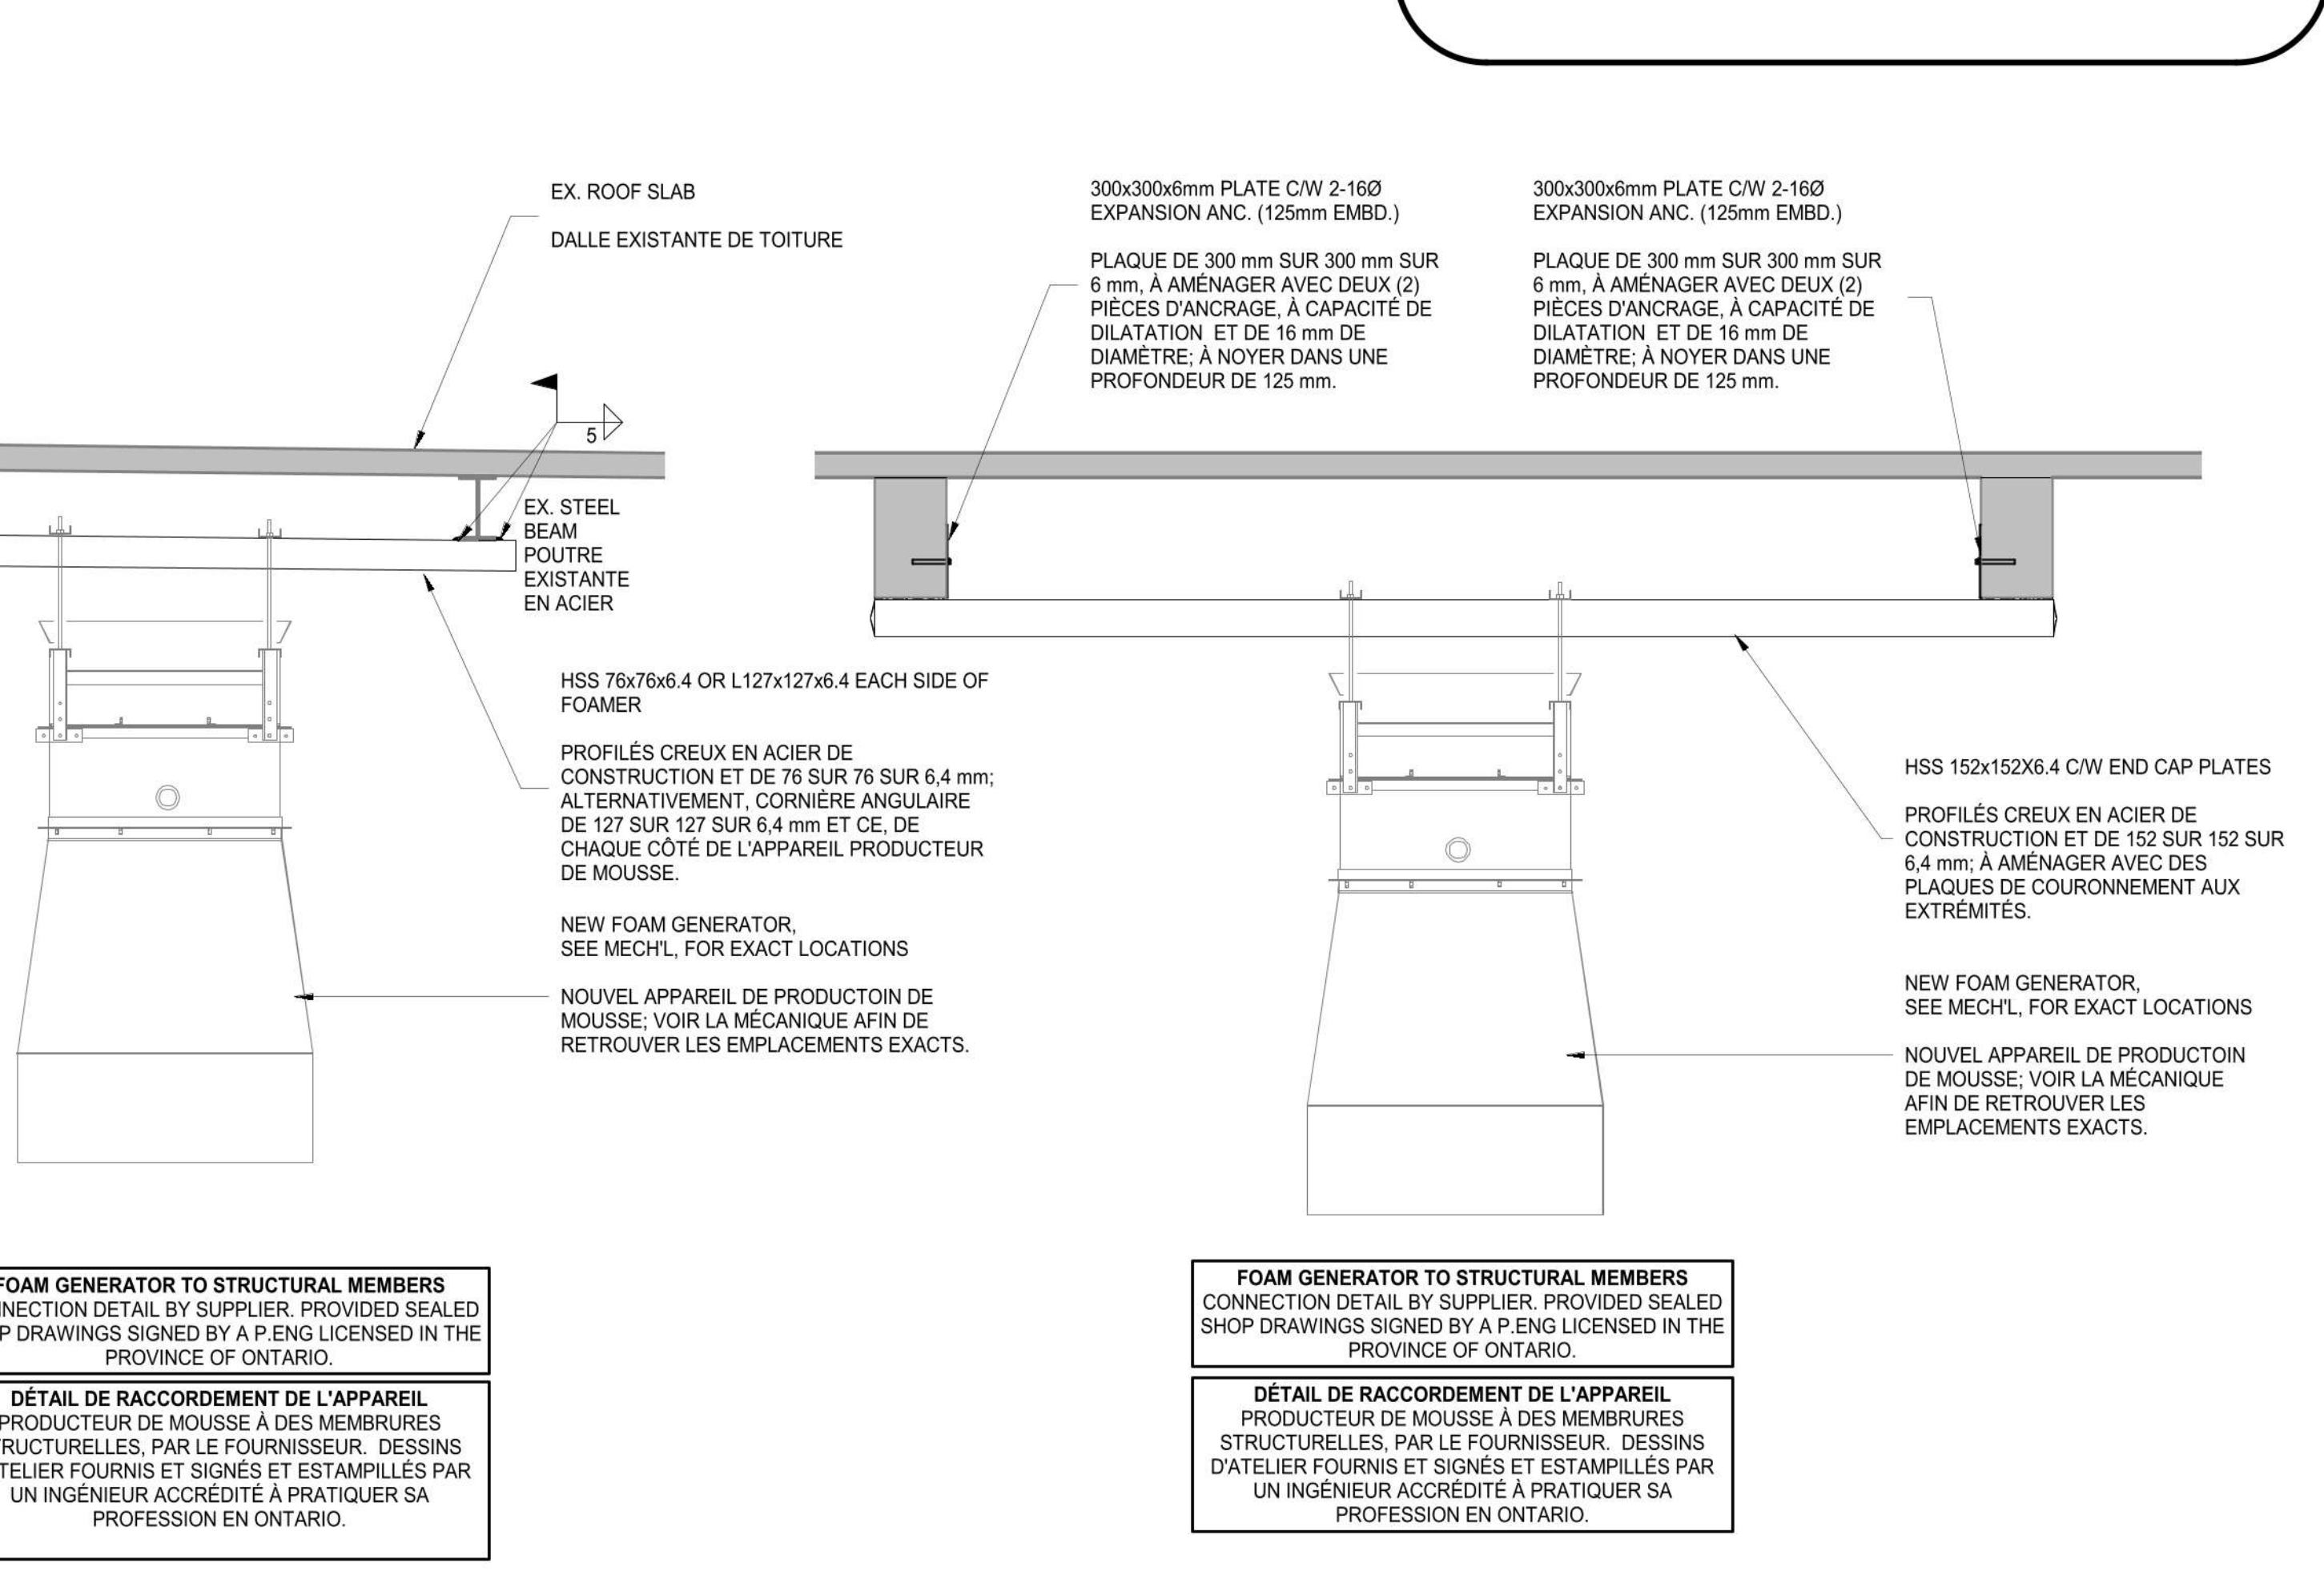 EX. ROOF SLAB
DALLE EXISTANTE DE TOITURE
5
EX. STEEL
BEAM
POUTRE
EXISTANTE
EN ACIER
HSS 76x76x6.4 OR L127x127x6.4 EACH SIDE OF
FOAMER
PROFILÉS CREUX EN ACIER DE
CONSTRUCTION ET DE 76 SUR 76 SUR 6,4 mm;
ALTERNATIVEMENT, CORNIÈRE ANGULAIRE
DE 127 SUR 127 SUR 6,4 mm ET CE, DE
CHAQUE CÔTÉ DE L'APPAREIL PRODUCTEUR
DE MOUSSE.
NEW FOAM GENERATOR,
SEE MECH'L, FOR EXACT LOCATIONS
NOUVEL APPAREIL DE PRODUCTOIN DE
MOUSSE; VOIR LA MÉCANIQUE AFIN DE
RETROUVER LES EMPLACEMENTS EXACTS.
FOAM GENERATOR TO STRUCTURAL MEMBERS
NNECTION DETAIL BY SUPPLIER. PROVIDED SEALED
P DRAWINGS SIGNED BY A P.ENG LICENSED IN THE
PROVINCE OF ONTARIO.
DÉTAIL DE RACCORDEMENT DE L'APPAREIL
PRODUCTEUR DE MOUSSE À DES MEMBRURES
TRUCTURELLES, PAR LE FOURNISSEUR. DESSINS
TELIER FOURNIS ET SIGNÉS ET ESTAMPILLÉS PAR
UN INGÉNIEUR ACCRÉDITÉ À PRATIQUER SA
PROFESSION EN ONTARIO.
300x300x6mm PLATE C/W 2-16Ø
EXPANSION ANC. (125mm EMBD.)
PLAQUE DE 300 mm SUR 300 mm SUR
6 mm, À AMÉNAGER AVEC DEUX (2)
PIÈCES D'ANCRAGE, À CAPACITÉ DE
DILATATION ET DE 16 mm DE
DIAMÈTRE; À NOYER DANS UNE
PROFONDEUR DE 125 mm.
300x300x6mm PLATE C/W 2-16Ø
EXPANSION ANC. (125mm EMBD.)
PLAQUE DE 300 mm SUR 300 mm SUR
6 mm, À AMÉNAGER AVEC DEUX (2)
PIÈCES D'ANCRAGE, À CAPACITÉ DE
DILATATION ET DE 16 mm DE
DIAMÈTRE; À NOYER DANS UNE
PROFONDEUR DE 125 mm.
HSS 152x152X6.4 C/W END CAP PLATES
PROFILÉS CREUX EN ACIER DE
CONSTRUCTION ET DE 152 SUR 152 SUR
6,4 mm; À AMÉNAGER AVEC DES
PLAQUES DE COURONNEMENT AUX
EXTRÉMITÉS.
NEW FOAM GENERATOR,
SEE MECH'L, FOR EXACT LOCATIONS
NOUVEL APPAREIL DE PRODUCTOIN
DE MOUSSE; VOIR LA MÉCANIQUE
AFIN DE RETROUVER LES
EMPLACEMENTS EXACTS.
FOAM GENERATOR TO STRUCTURAL MEMBERS
CONNECTION DETAIL BY SUPPLIER. PROVIDED SEALED
SHOP DRAWINGS SIGNED BY A P.ENG LICENSED IN THE
PROVINCE OF ONTARIO.
DÉTAIL DE RACCORDEMENT DE L'APPAREIL
PRODUCTEUR DE MOUSSE À DES MEMBRURES
STRUCTURELLES, PAR LE FOURNISSEUR. DESSINS
D'ATELIER FOURNIS ET SIGNÉS ET ESTAMPILLÉS PAR
UN INGÉNIEUR ACCRÉDITÉ À PRATIQUER SA
PROFESSION EN ONTARIO.